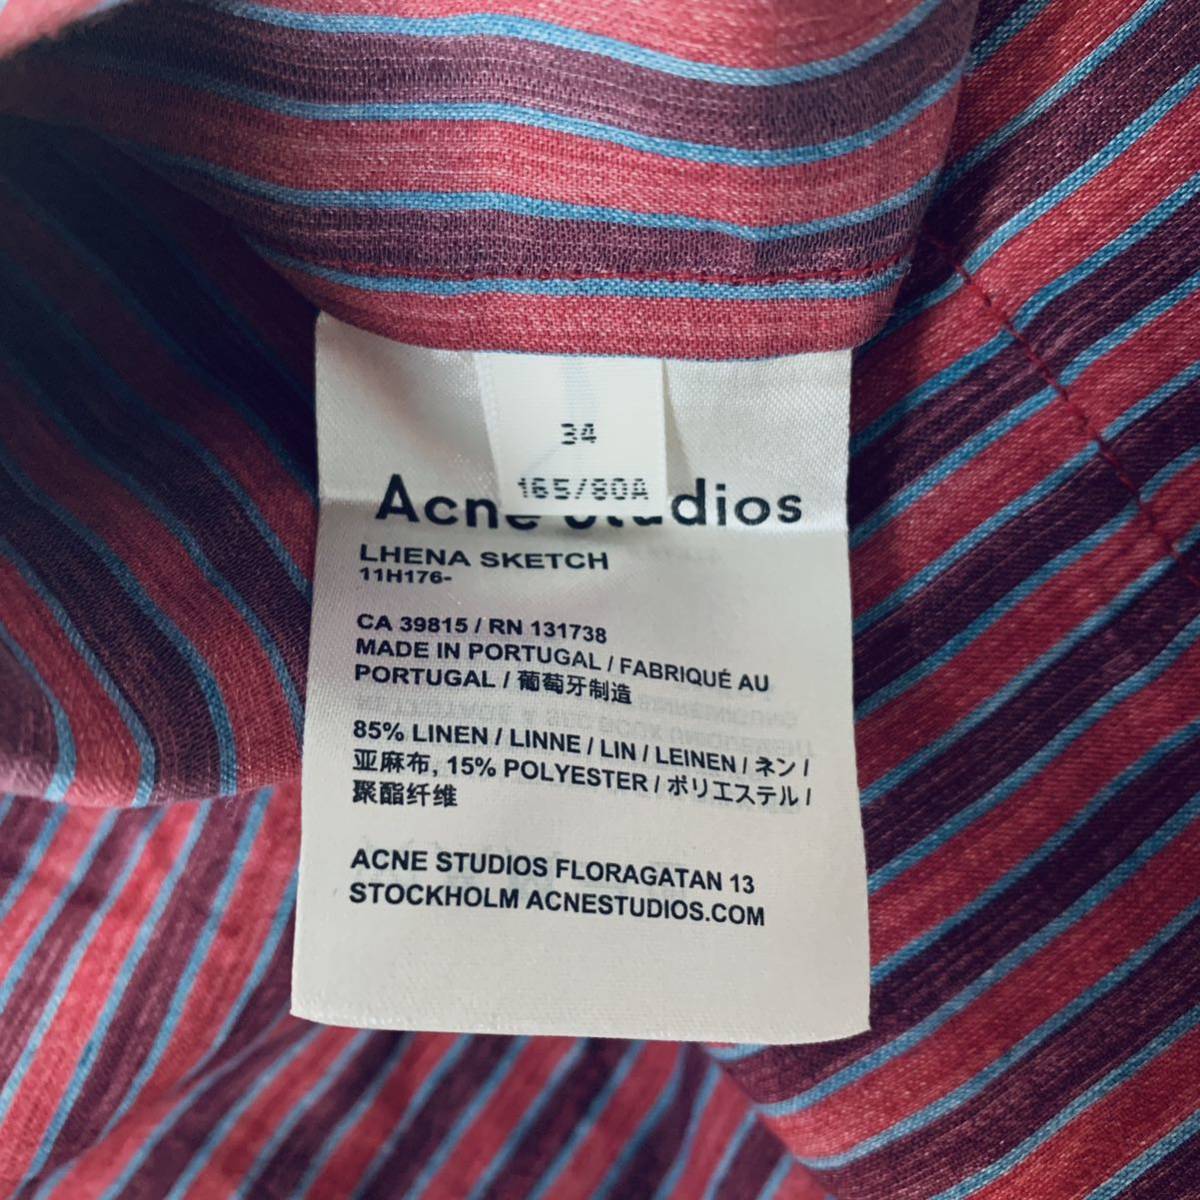 34
165/80A
Acne Studios
LHENA SKETCH
11H176-
CA 39815 / RN 131738
MADE IN PORTUGAL / FABRIQUÉ AU
PORTUGAL / 葡萄牙制造
85% LINEN / LINNE / LIN / LEINEN / ネン /
亚麻布, 15% POLYESTER / ポリエステル /
聚酯纤维
ACNE STUDIOS FLORAGATAN 13
STOCKHOLM ACNESTUDIOS.COM